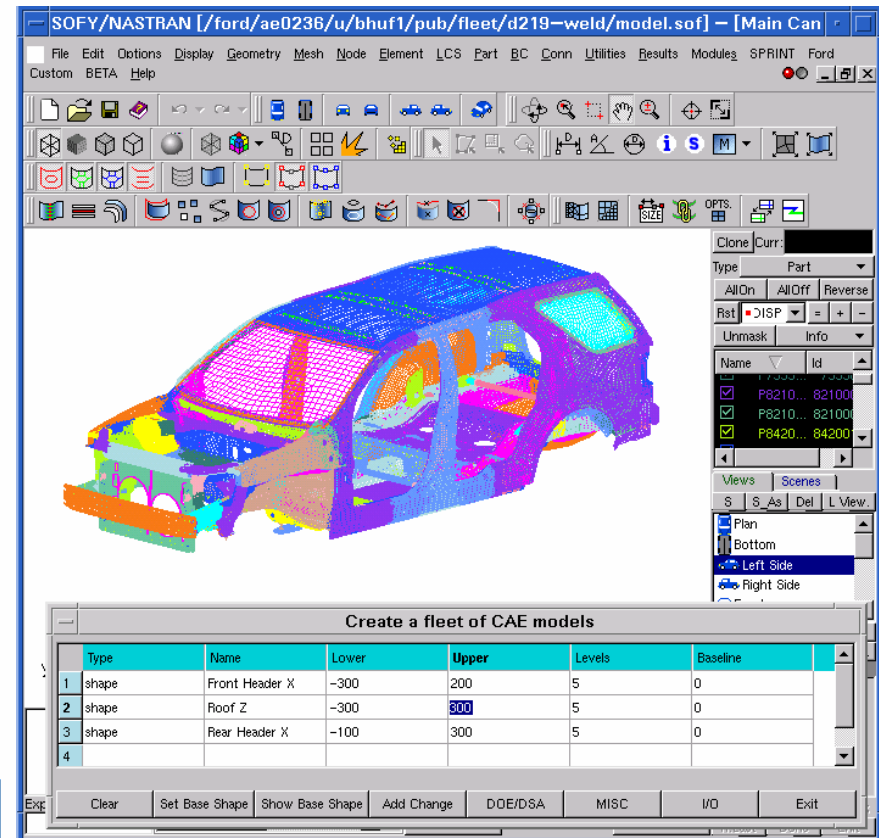 SOFY/NASTRAN [/ford/ae0236/u/bhuf1/pub/fleet/d219-weld/model.sof] - [Main Can
File Edit Options Display Geometry Mesh Node Element LCS Part BC Conn Utilities Results Modules SPRINT Ford
Custom BETA Help
i S M
SIZE OPTS.
Clone Curr:
Type Part
AllOn AllOff Reverse
Rst DISP = + -
Unmask Info
Name Id
P8210... 821000
P8210... 821000
P8420... 842001
Views Scenes
S S_As Del L View.
Plan
Bottom
Left Side
Right Side
Create a fleet of CAE models
Type Name Lower Upper Levels Baseline
1 shape Front Header X -300 200 5 0
2 shape Roof Z -300 300 5 0
3 shape Rear Header X -100 300 5 0
4
Exp Clear Set Base Shape Show Base Shape Add Change DOE/DSA MISC I/O Exit